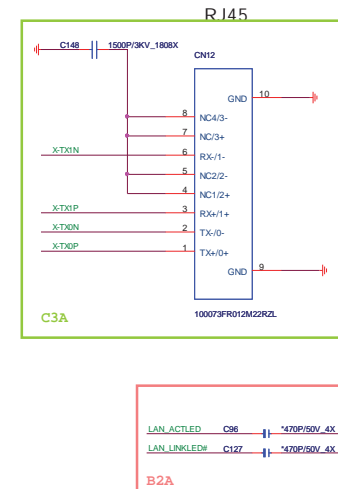 RJ45
C148 1500P/3KV_1808X
CN12
GND 10
8 NC4/3-
7 NC/3+
X-TX1N 6 RX-/1-
5 NC2/2-
4 NC1/2+
X-TX1P 3 RX+/1+
X-TX0N 2 TX-/0-
X-TX0P 1 TX+/0+
GND 9
C3A
100073FR012M22RZL
LAN_ACTLED C96 *470P/50V_4X
LAN_LINKLED# C127 *470P/50V_4X
B2A